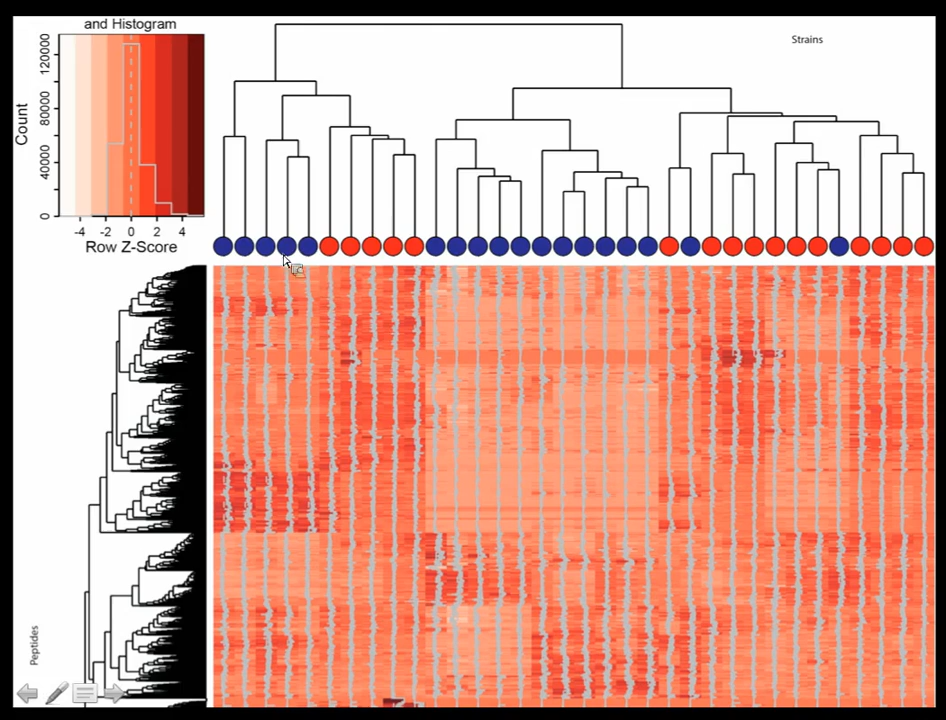 and Histogram
Strains
Count
0
40000
80000
120000
-4 -2 0 2 4
Row Z-Score
Peptides